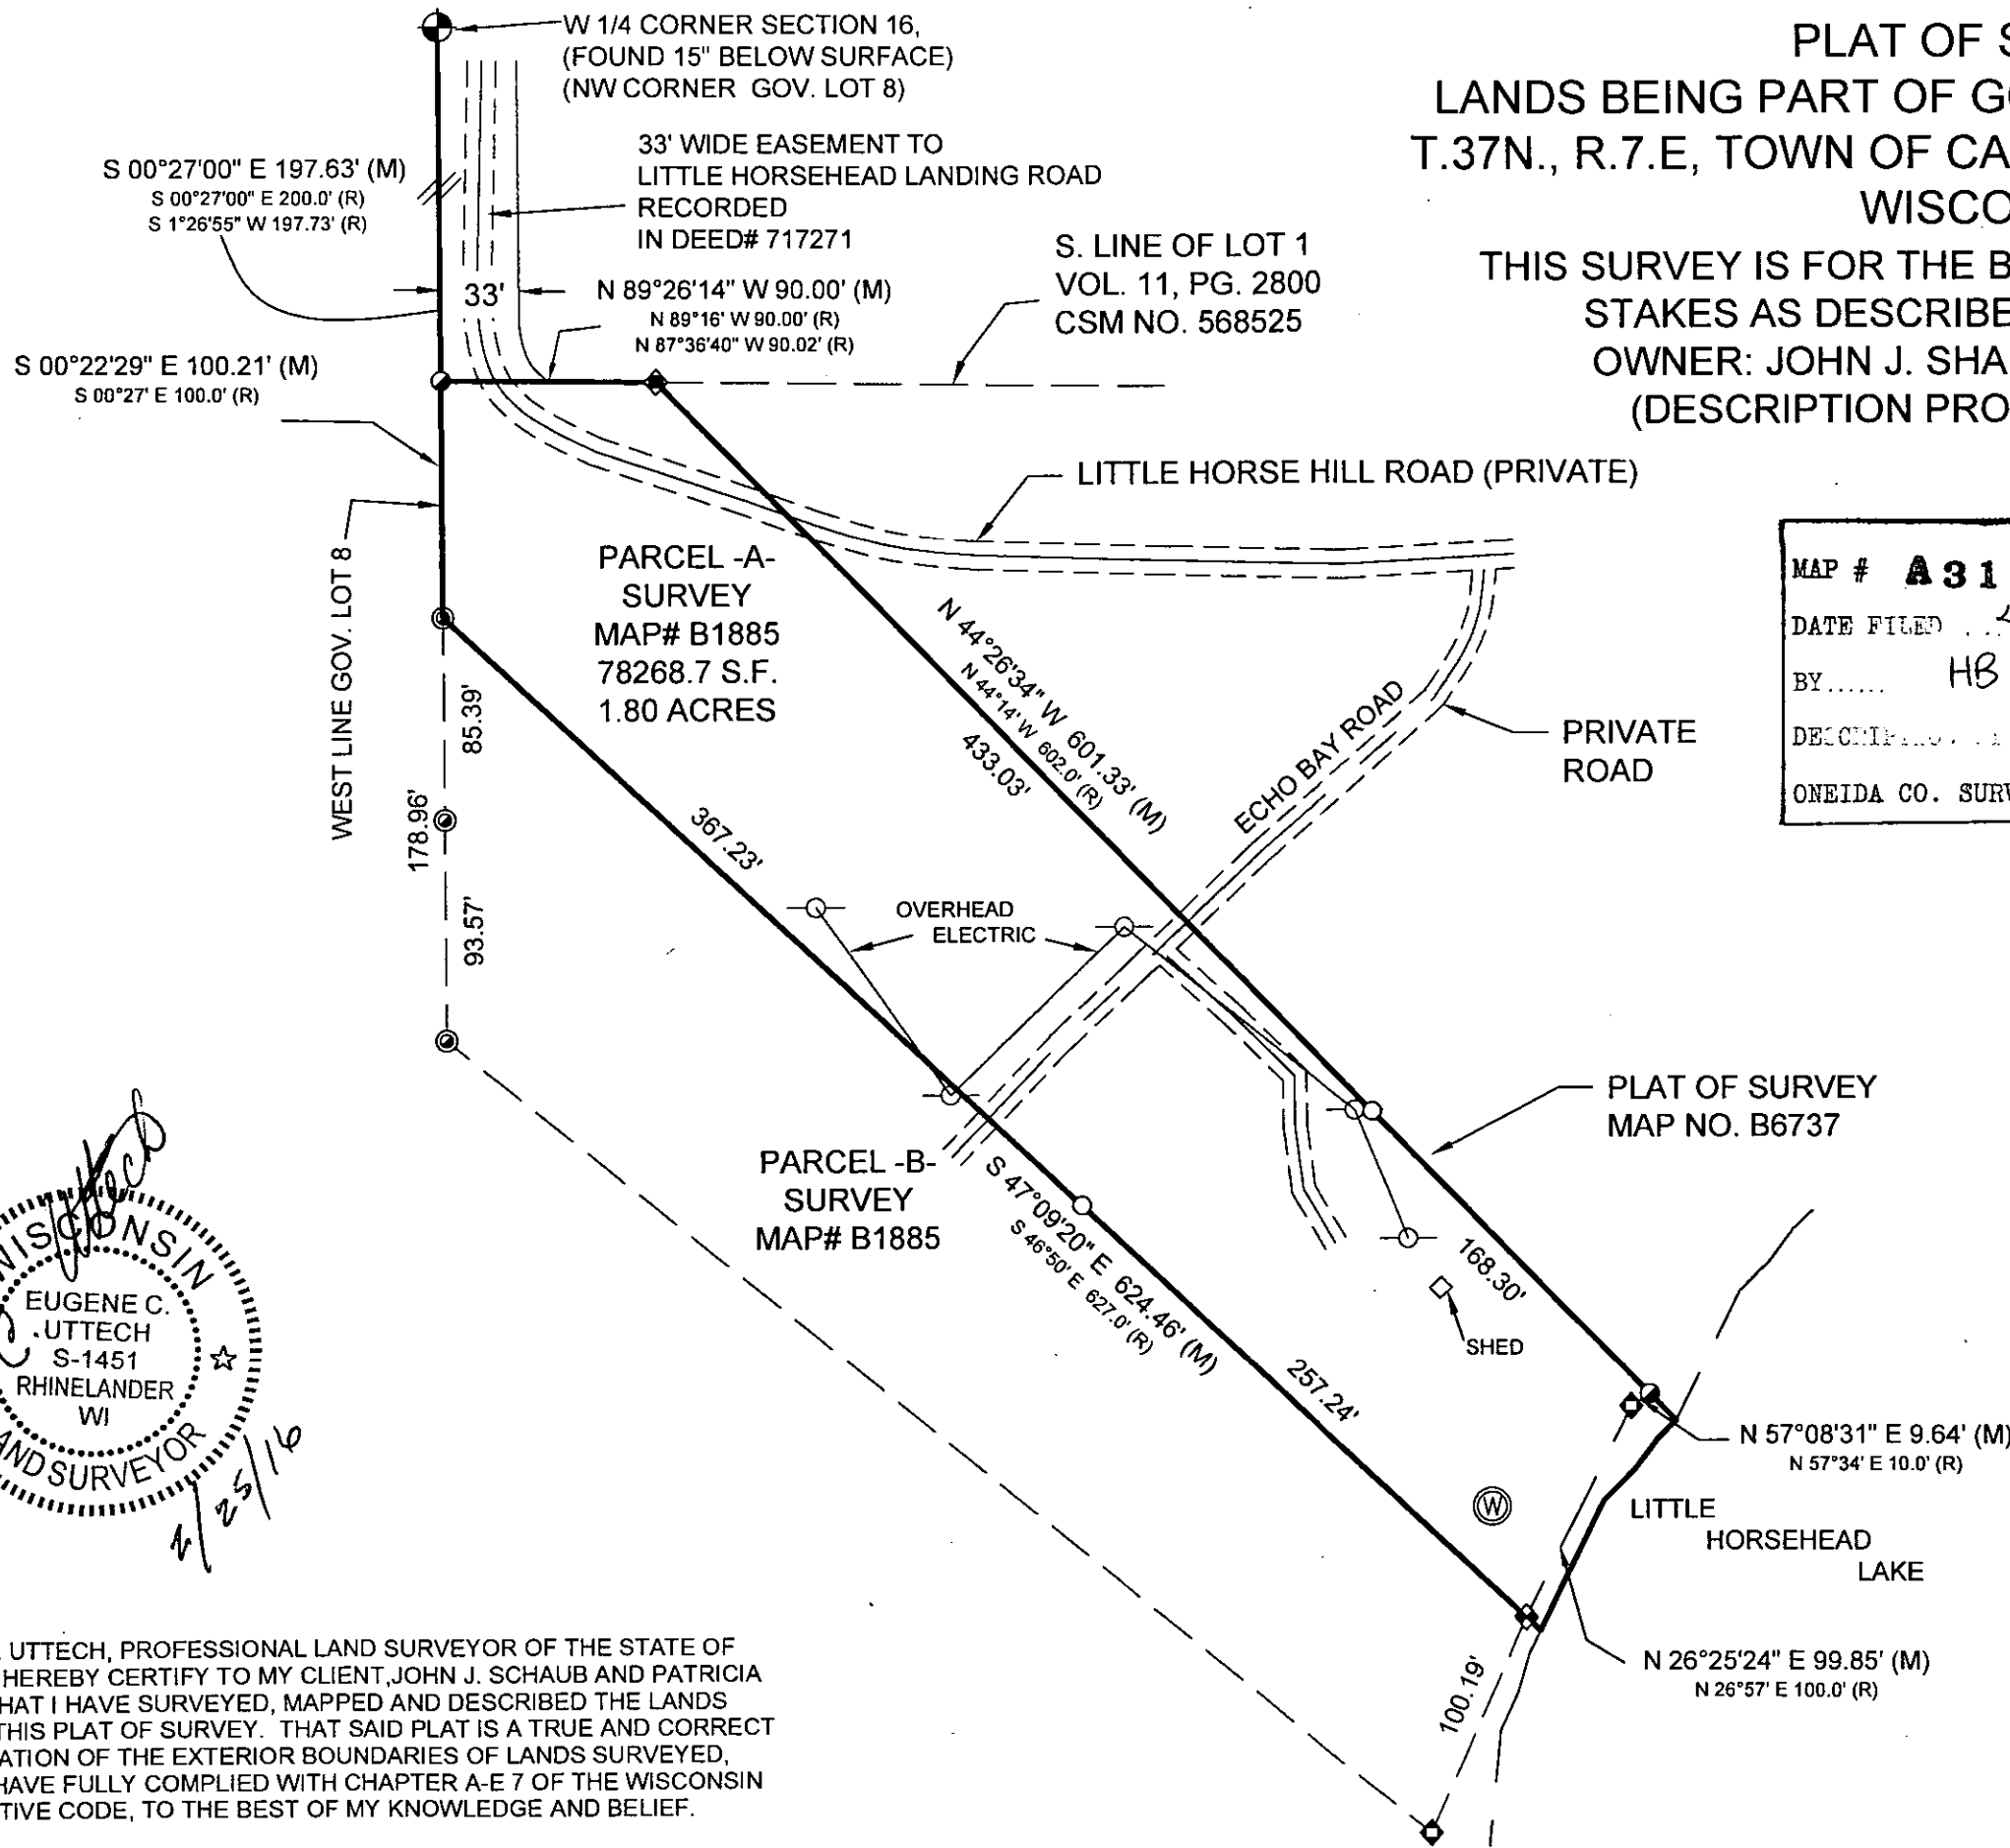 W 1/4 CORNER SECTION 16,
(FOUND 15" BELOW SURFACE)
(NW CORNER GOV. LOT 8)
PLAT OF S
LANDS BEING PART OF GO
T.37N., R.7.E, TOWN OF CA
WISCO
THIS SURVEY IS FOR THE B
STAKES AS DESCRIBE
OWNER: JOHN J. SHA
(DESCRIPTION PRO
S 00°27'00" E 197.63' (M)
S 00°27'00" E 200.0' (R)
S 1°26'55" W 197.73' (R)
33' WIDE EASEMENT TO
LITTLE HORSEHEAD LANDING ROAD
RECORDED
IN DEED# 717271
33'
N 89°26'14" W 90.00' (M)
N 89°16' W 90.00' (R)
N 87°36'40" W 90.02' (R)
S. LINE OF LOT 1
VOL. 11, PG. 2800
CSM NO. 568525
S 00°22'29" E 100.21' (M)
S 00°27' E 100.0' (R)
LITTLE HORSE HILL ROAD (PRIVATE)
WEST LINE GOV. LOT 8
PARCEL -A-
SURVEY
MAP# B1885
78268.7 S.F.
1.80 ACRES
MAP # A31
DATE FILED
BY...... HB
ONEIDA CO. SURV
N 44°26'34" W 601.33' (M)
N 44°14' W 602.0' (R)
433.03'
ECHO BAY ROAD
PRIVATE
ROAD
85.39'
178.96'
93.57'
367.23'
OVERHEAD
ELECTRIC
PLAT OF SURVEY
MAP NO. B6737
PARCEL -B-
SURVEY
MAP# B1885
S 47°09'20" E 624.46' (M)
S 46°50' E 627.0' (R)
168.30'
SHED
257.24'
N 57°08'31" E 9.64' (M)
N 57°34' E 10.0' (R)
W
LITTLE
HORSEHEAD
LAKE
N 26°25'24" E 99.85' (M)
N 26°57' E 100.0' (R)
100.19'
Uttech
WISCONSIN
EUGENE C.
UTTECH
S-1451
RHINELANDER
WI
AND SURVEYOR
2/25/16
UTTECH, PROFESSIONAL LAND SURVEYOR OF THE STATE OF
HEREBY CERTIFY TO MY CLIENT,JOHN J. SCHAUB AND PATRICIA
HAT I HAVE SURVEYED, MAPPED AND DESCRIBED THE LANDS
THIS PLAT OF SURVEY. THAT SAID PLAT IS A TRUE AND CORRECT
ATION OF THE EXTERIOR BOUNDARIES OF LANDS SURVEYED,
HAVE FULLY COMPLIED WITH CHAPTER A-E 7 OF THE WISCONSIN
TIVE CODE, TO THE BEST OF MY KNOWLEDGE AND BELIEF.